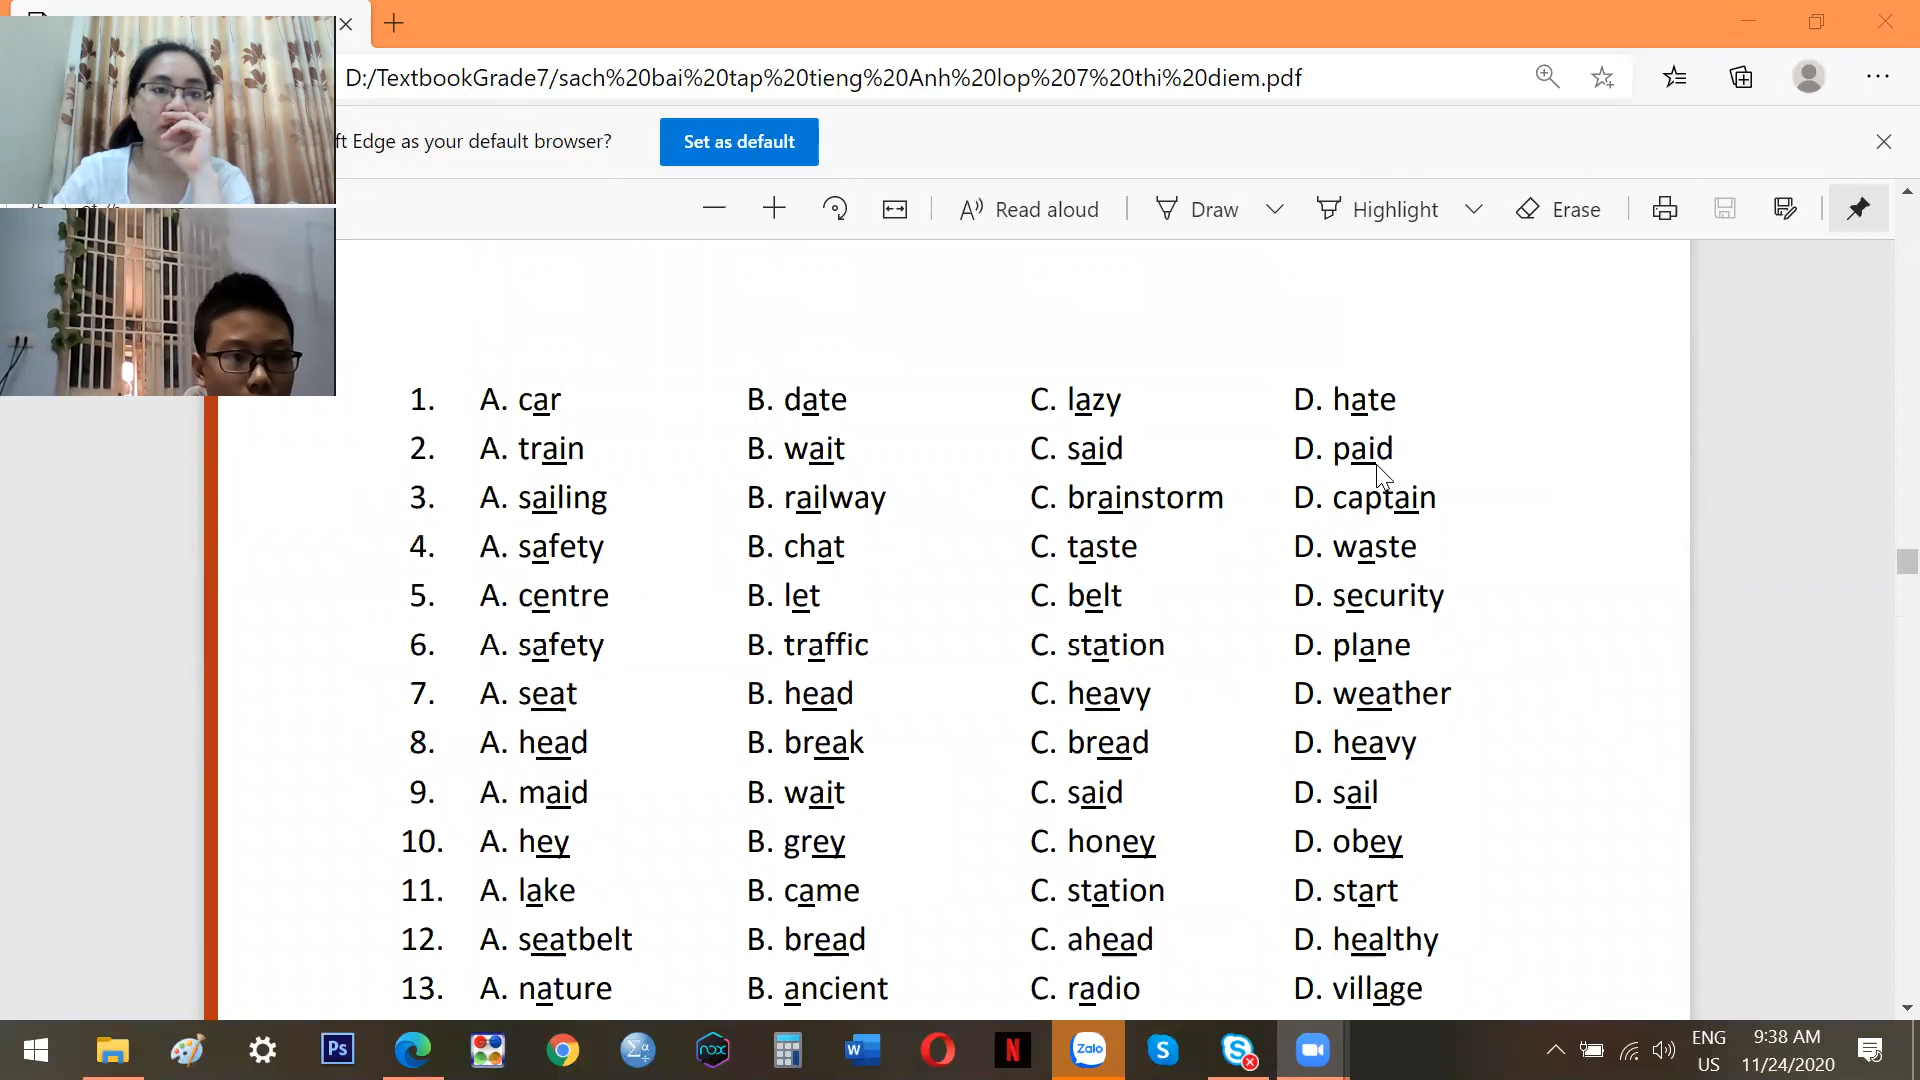 D:/TextbookGrade7/sach%20bai%20tap%20tieng%20Anh%20lop%207%20thi%20diem.pdf
ft Edge as your default browser? Set as default
Read aloud Draw Highlight Erase
1. A. car B. date C. lazy D. hate
2. A. train B. wait C. said D. paid
3. A. sailing B. railway C. brainstorm D. captain
4. A. safety B. chat C. taste D. waste
5. A. centre B. let C. belt D. security
6. A. safety B. traffic C. station D. plane
7. A. seat B. head C. heavy D. weather
8. A. head B. break C. bread D. heavy
9. A. maid B. wait C. said D. sail
10. A. hey B. grey C. honey D. obey
11. A. lake B. came C. station D. start
12. A. seatbelt B. bread C. ahead D. healthy
13. A. nature B. ancient C. radio D. village
Ps nox W N Zalo S S ENG 9:38 AM
US 11/24/2020